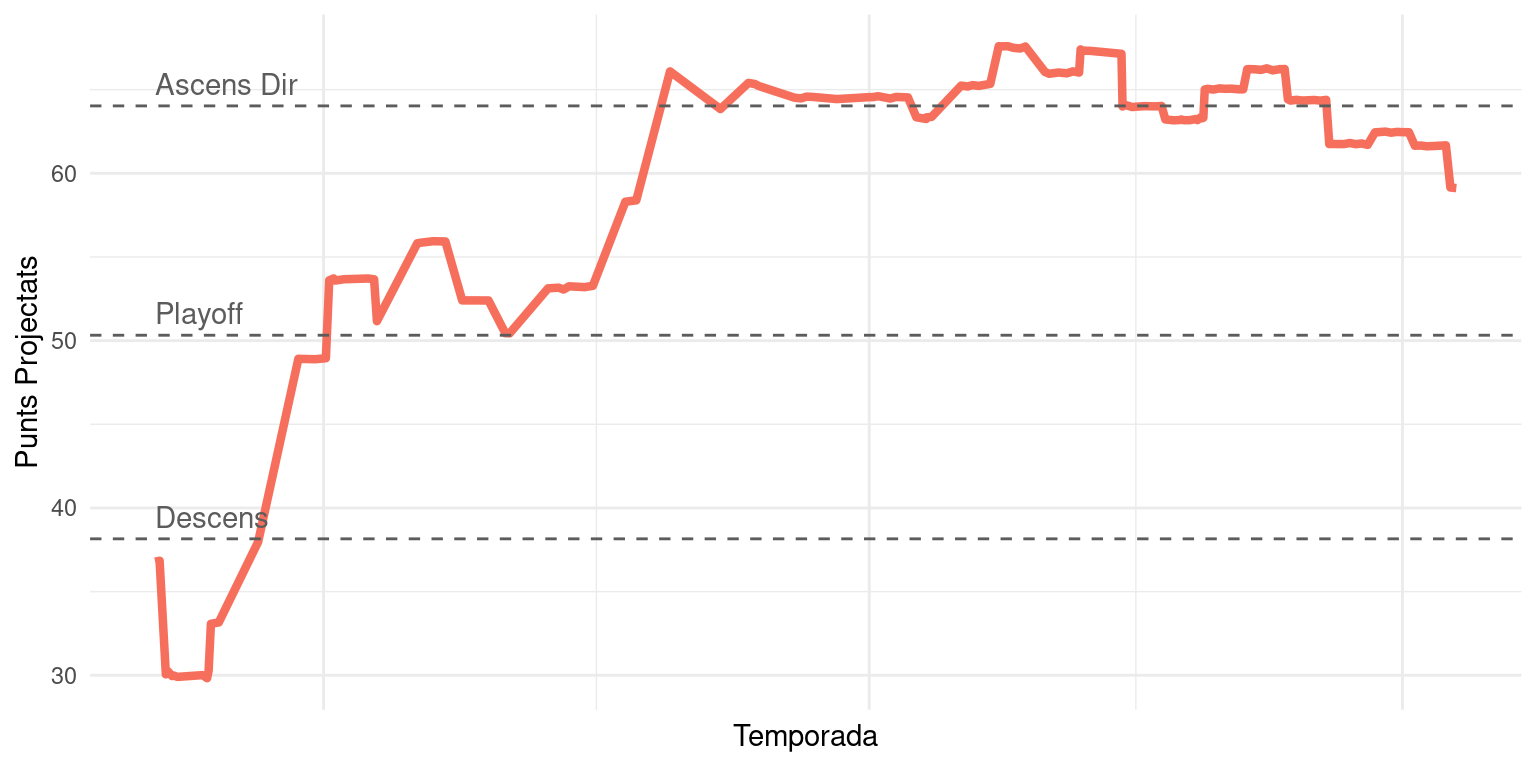 Ascens Dir
60
Playoff
50
Punts Projectats
Descens
40
30
Temporada